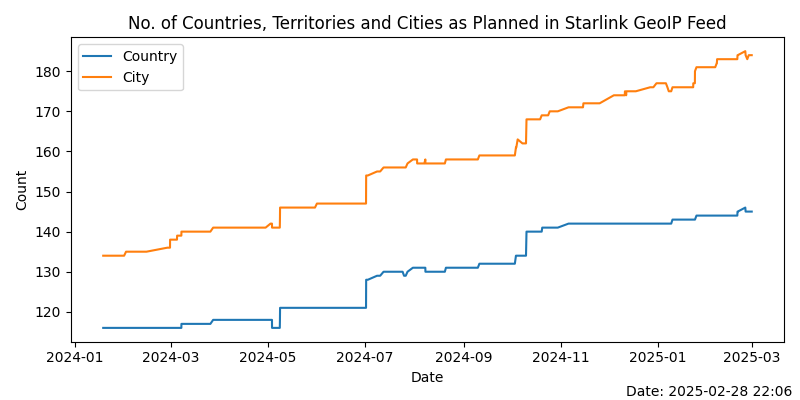 No. of Countries, Territories and Cities as Planned in Starlink GeoIP Feed
Country
City
Count
180
170
160
150
140
130
120
2024-01 2024-03 2024-05 2024-07 2024-09 2024-11 2025-01 2025-03
Date
Date: 2025-02-28 22:06